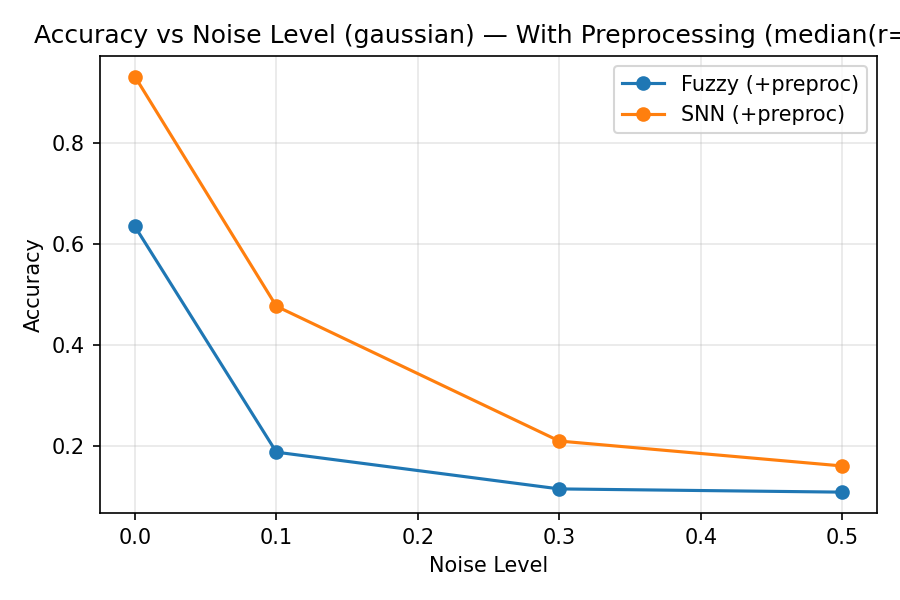 Accuracy vs Noise Level (gaussian) — With Preprocessing (median(r=
Fuzzy (+preproc)
SNN (+preproc)
Accuracy
0.8
0.6
0.4
0.2
0.0 0.1 0.2 0.3 0.4 0.5
Noise Level